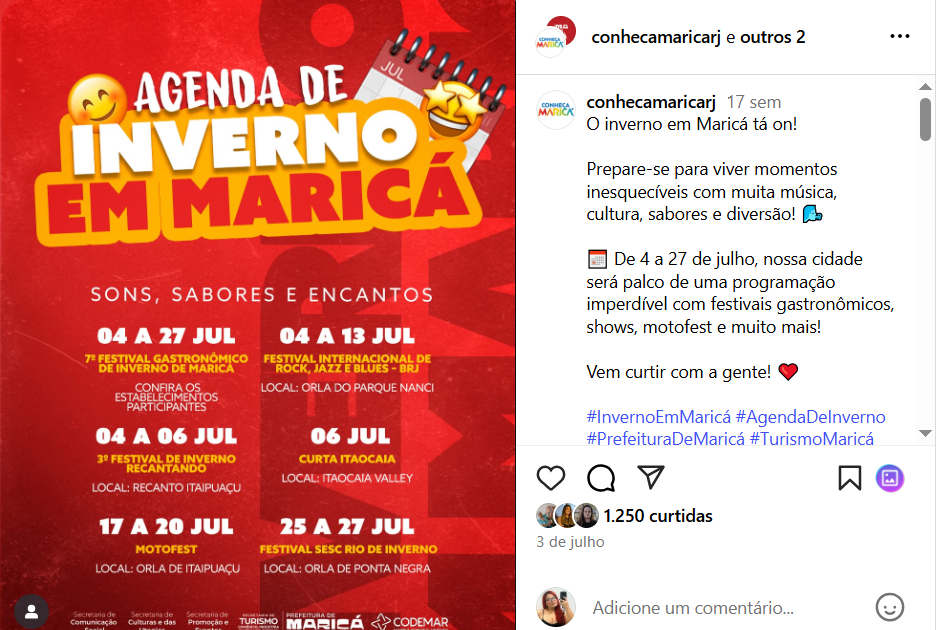 AGENDA DE
JUL
INVERNO
EM MARICÁ
SONS, SABORES E ENCANTOS
04 A 27 JUL
7º FESTIVAL GASTRONÔMICO
DE INVERNO DE MARICÁ
CONFIRA OS
ESTABELECIMENTOS
PARTICIPANTES
04 A 13 JUL
FESTIVAL INTERNACIONAL DE
ROCK, JAZZ E BLUES - BRJ
LOCAL: ORLA DO PARQUE NANCI
04 A 06 JUL
3º FESTIVAL DE INVERNO
RECANTANDO
LOCAL: RECANTO ITAIPUAÇU
06 JUL
CURTA ITAOCAIA
LOCAL: ITAOCAIA VALLEY
17 A 20 JUL
MOTOFEST
LOCAL: ORLA DE ITAIPUAÇU
25 A 27 JUL
FESTIVAL SESC RIO DE INVERNO
LOCAL: ORLA DE PONTA NEGRA
Secretaria de
Comunicação
Social
Secretaria de
Culturas e das
Secretaria de
Promoção e
SECRETARIA DE
TURISMO
PREFEITURA DE
MARICÁ
CODEMAR
conhecamaricarj e outros 2
CONHEÇA
MARICÁ
conhecamaricarj 17 sem
O inverno em Maricá tá on!
Prepare-se para viver momentos
inesquecíveis com muita música,
cultura, sabores e diversão!
De 4 a 27 de julho, nossa cidade
será palco de uma programação
imperdível com festivais gastronômicos,
shows, motofest e muito mais!
Vem curtir com a gente!
#InvernoEmMaricá #AgendaDeInverno
#PrefeituraDeMaricá #TurismoMaricá
1.250 curtidas
3 de julho
Adicione um comentário...